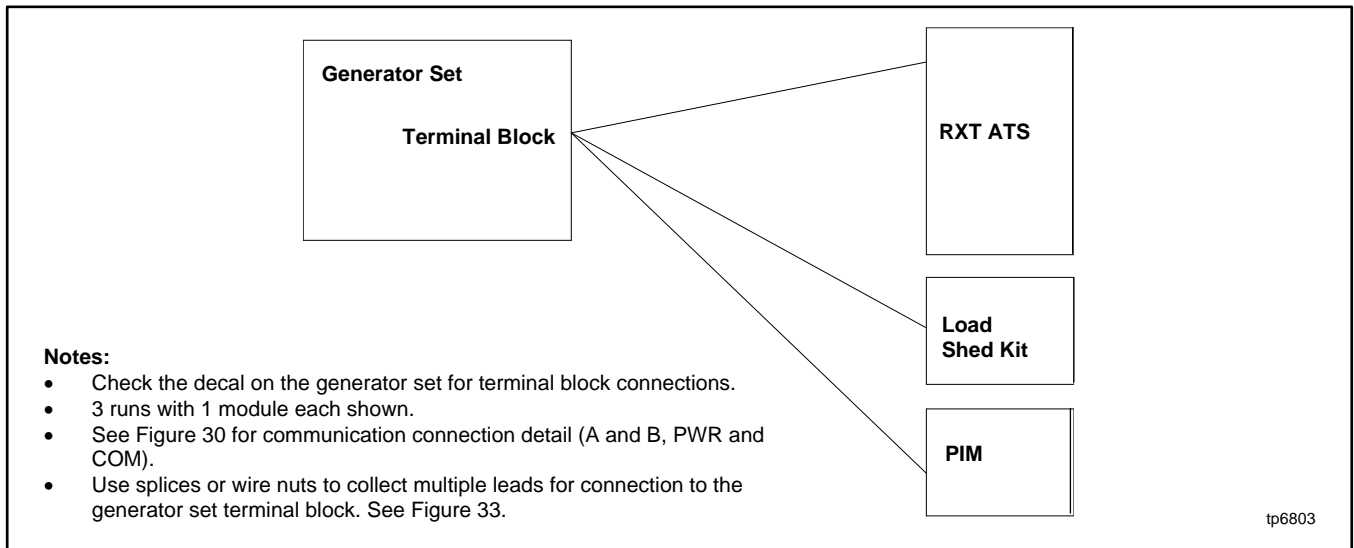 Generator Set
Terminal Block
RXT ATS
Load
Shed Kit
PIM
Notes:
• Check the decal on the generator set for terminal block connections.
• 3 runs with 1 module each shown.
• See Figure 30 for communication connection detail (A and B, PWR and
COM).
• Use splices or wire nuts to collect multiple leads for connection to the
generator set terminal block. See Figure 33.
tp6803